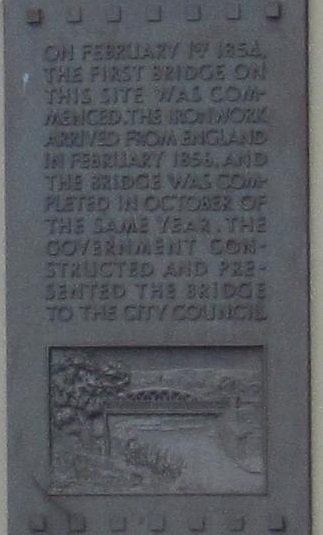 ON FEBRUARY 1ST 1854,
THE FIRST BRIDGE ON
THIS SITE WAS COM-
MENCED. THE IRONWORK
ARRIVED FROM ENGLAND
IN FEBRUARY 1856, AND
THE BRIDGE WAS COM-
PLETED IN OCTOBER OF
THE SAME YEAR. THE
GOVERNMENT CON-
STRUCTED AND PRE-
SENTED THE BRIDGE
TO THE CITY COUNCIL.